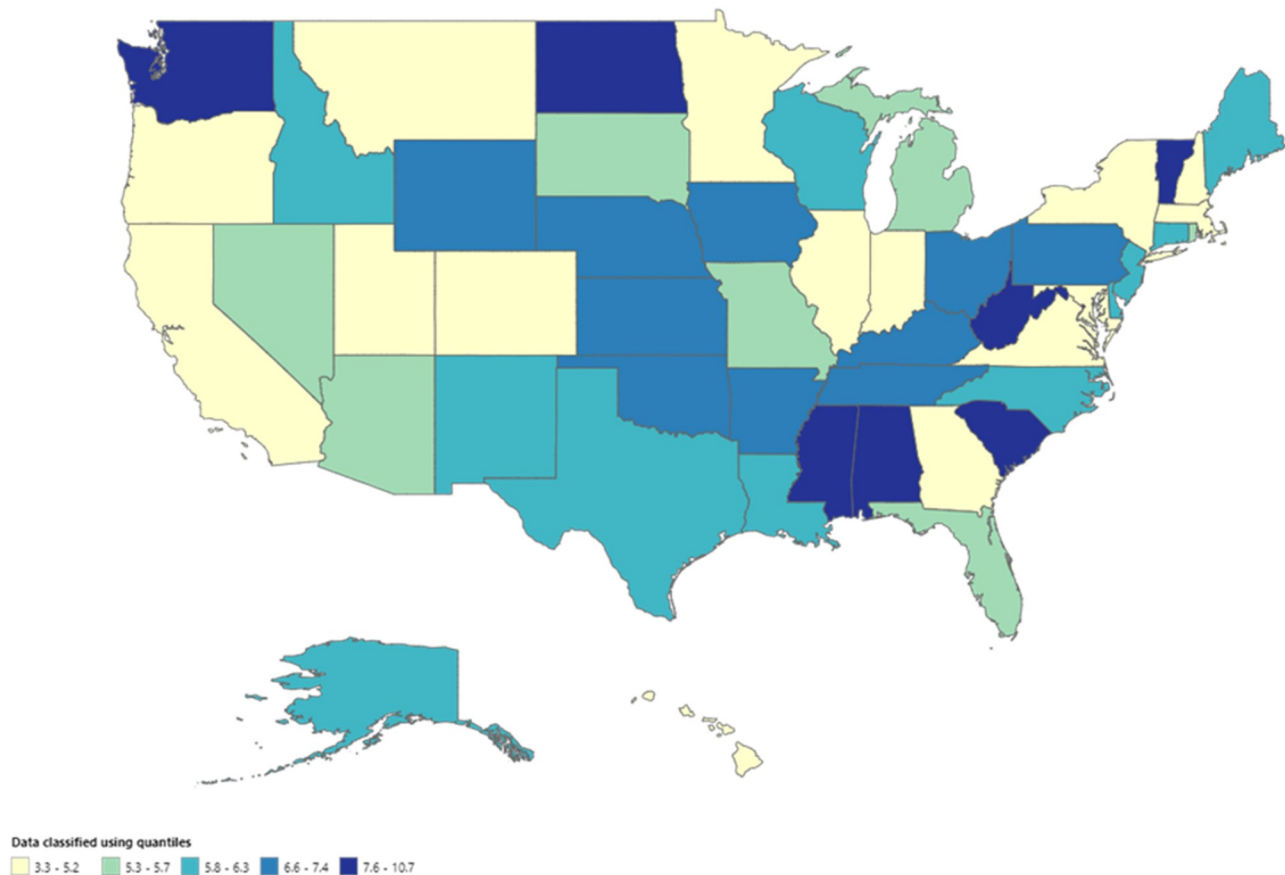 Data classified using quantiles
3.3 - 5.2 5.3 - 5.7 5.8 - 6.3 6.6 - 7.4 7.6 - 10.7